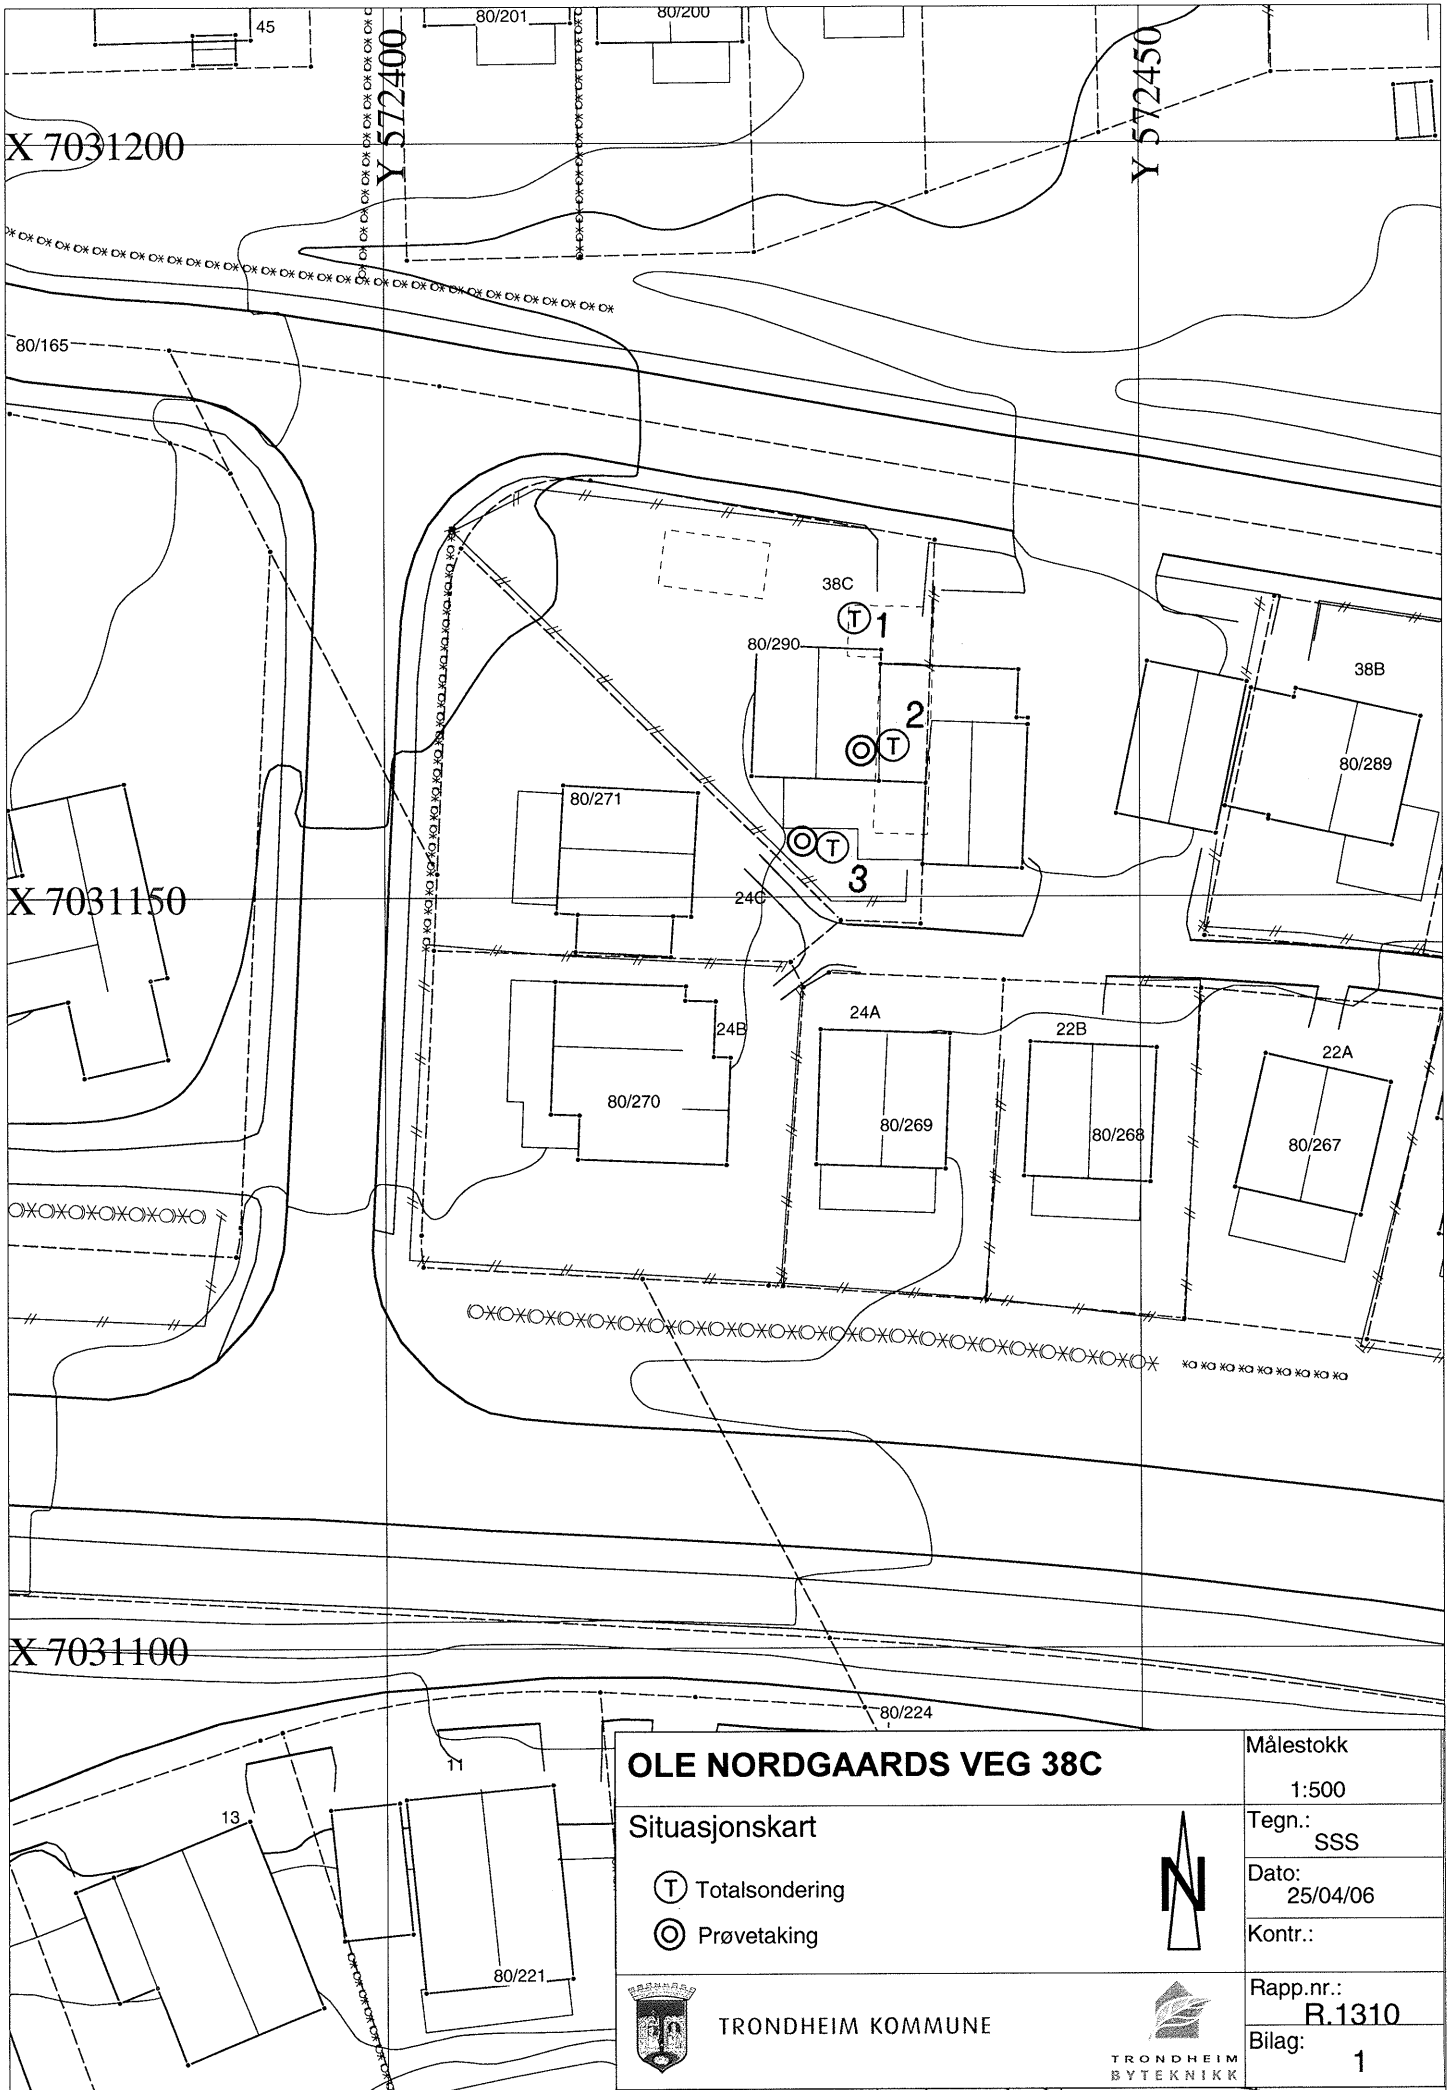 45
80/201
80/200
Y 572400
Y 572450
X 7031200
80/165
38C
T 1
80/290
38B
2
T
80/289
80/271
T
3
24C
X 7031150
24B
24A
22B
22A
80/270
80/269
80/268
80/267
X 7031100
80/224
11
13
80/221
OLE NORDGAARDS VEG 38C
Målestokk
1:500
Situasjonskart
Tegn.:
SSS
T Totalsondering
N
Dato:
25/04/06
Prøvetaking
Kontr.:
TRONDHEIM KOMMUNE
TRONDHEIM
BYTEKNIKK
Rapp.nr.:
R.1310
Bilag:
1